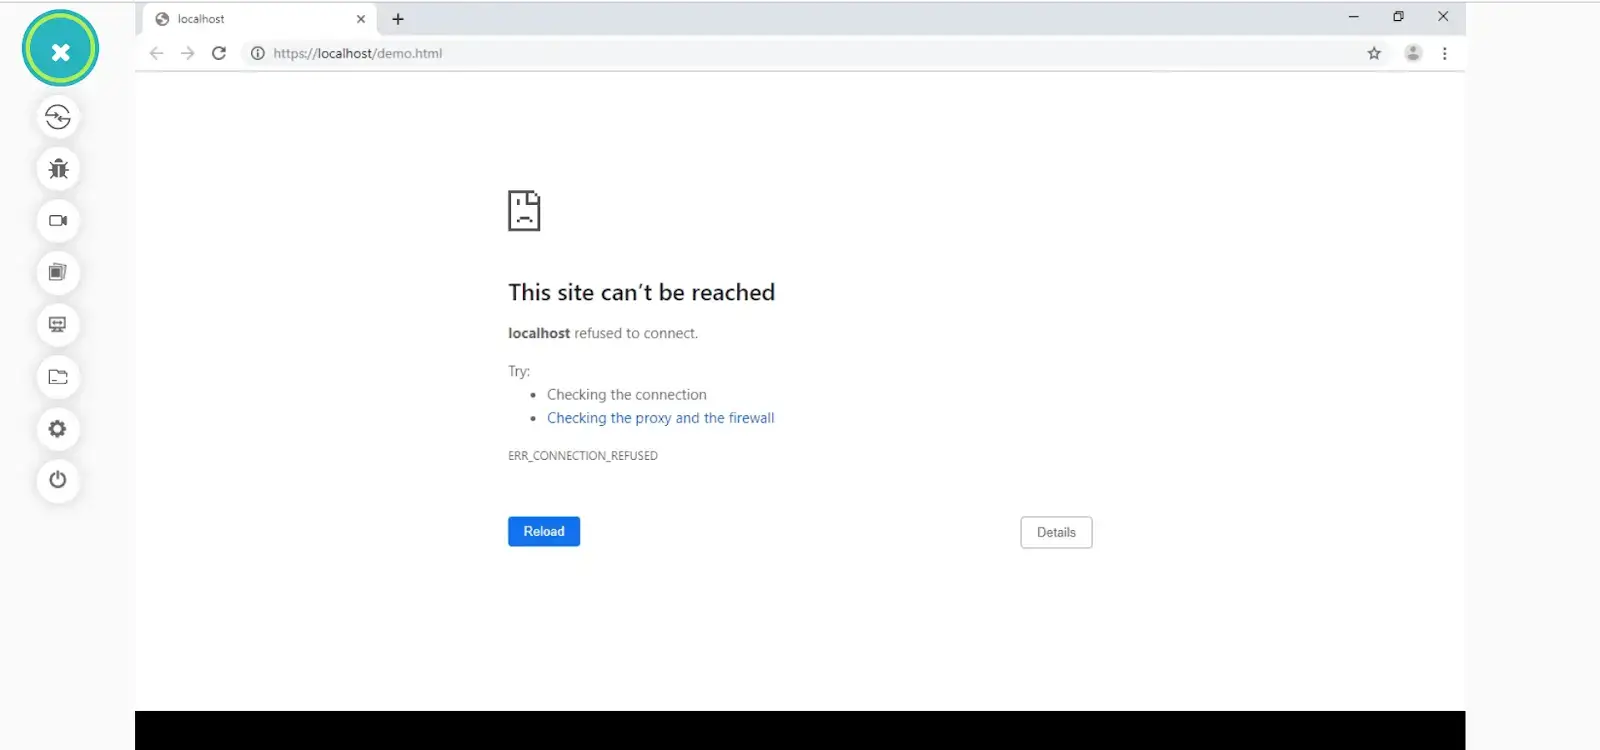 localhost
https://localhost/demo.html
This site can't be reached
localhost refused to connect.
Try:
• Checking the connection
• Checking the proxy and the firewall
ERR_CONNECTION_REFUSED
Reload
Details